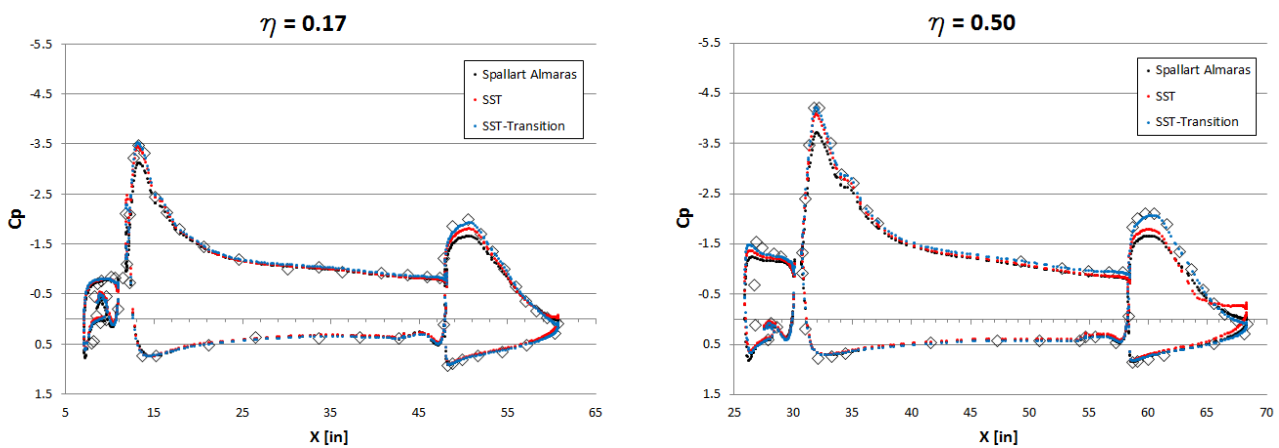 η = 0.17
-5.5
-4.5
-3.5
-2.5
-1.5
-0.5
0.5
1.5
Cp
Spallart Almaras
SST
SST-Transition
5 15 25 35 45 55 65
X [in]
η = 0.50
-5.5
-4.5
-3.5
-2.5
-1.5
-0.5
0.5
1.5
Cp
Spallart Almaras
SST
SST-Transition
25 30 35 40 45 50 55 60 65 70
X [in]